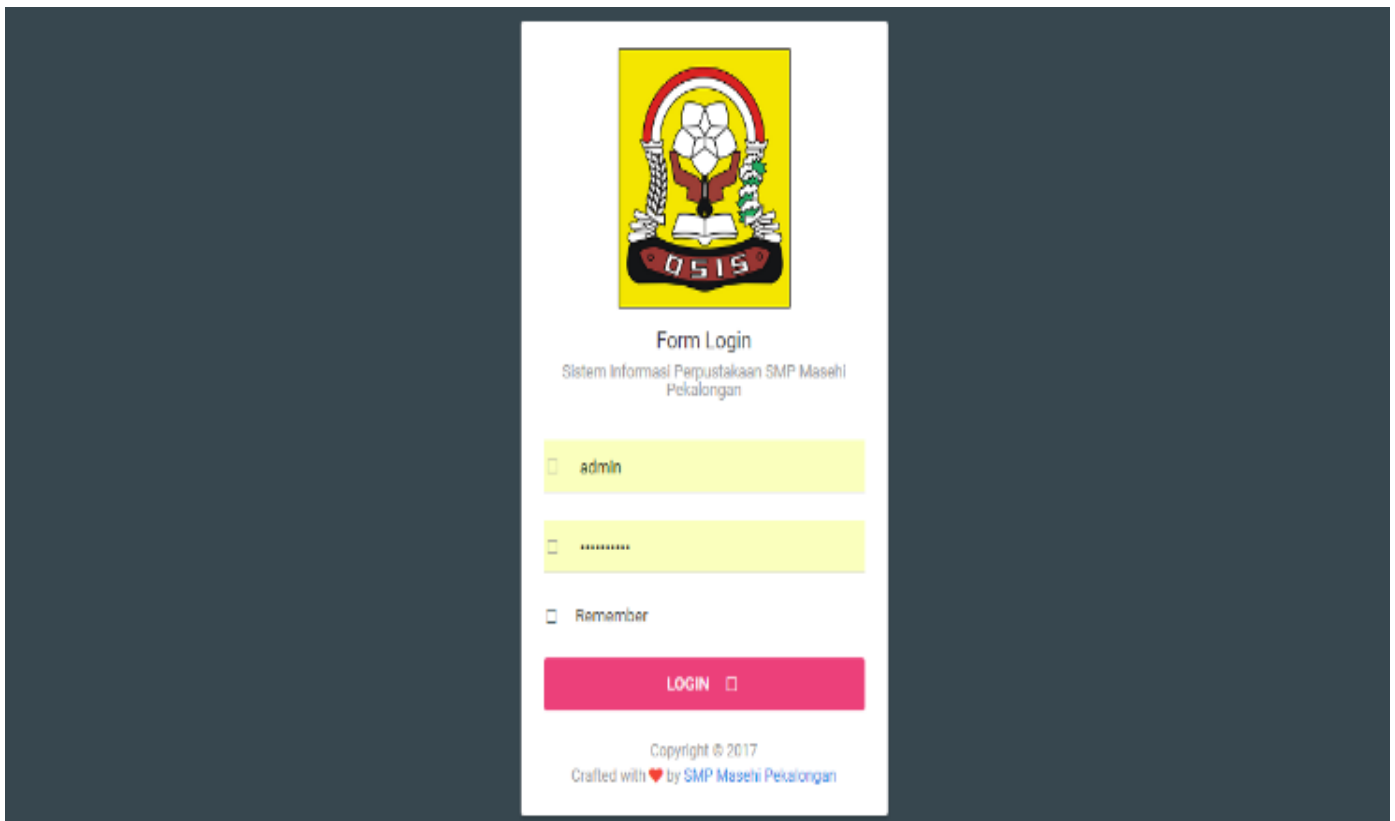 OSIS
Form Login
Sistem Informasi Perpustakaan SMP Masehi
Pekalongan
admin
••••••••••
Remember
LOGIN
Copyright © 2017
Crafted with ❤ by SMP Masehi Pekalongan